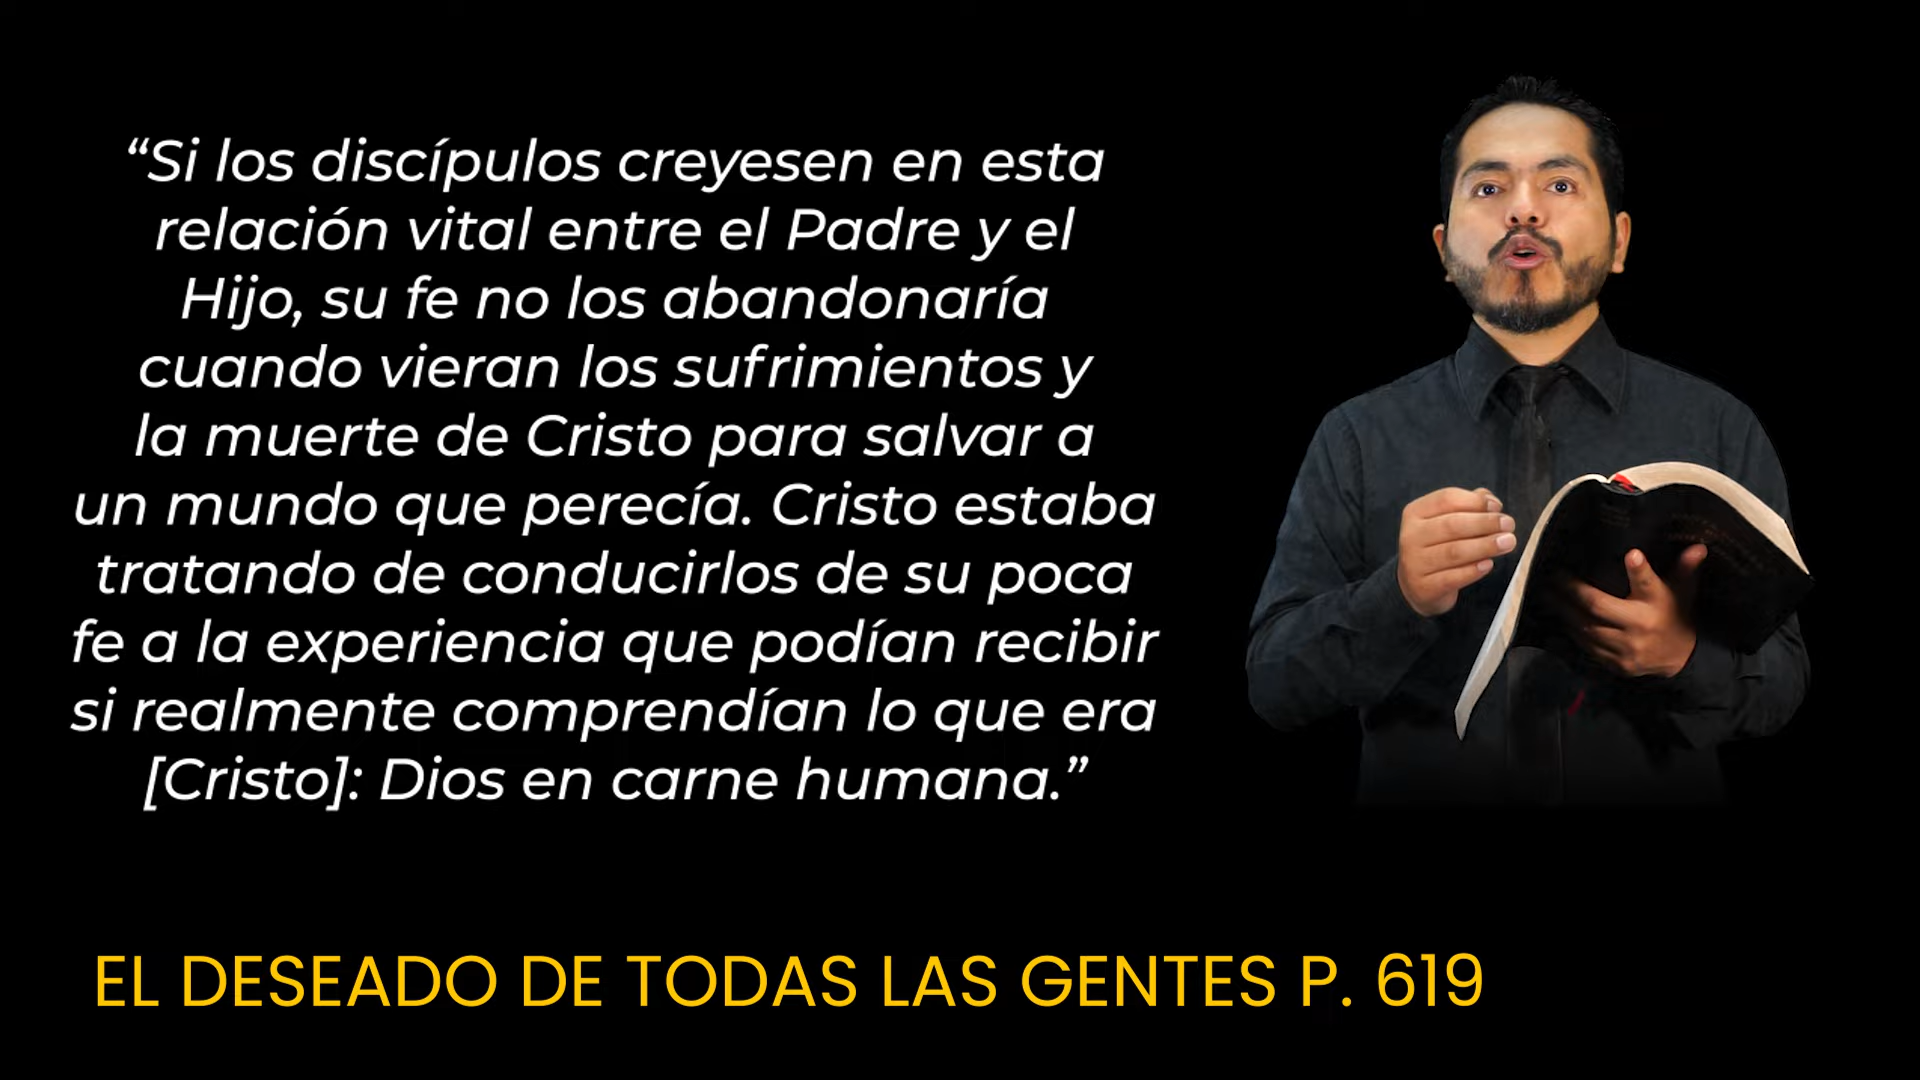 “Si los discípulos creyesen en esta
relación vital entre el Padre y el
Hijo, su fe no los abandonaría
cuando vieran los sufrimientos y
la muerte de Cristo para salvar a
un mundo que perecía. Cristo estaba
tratando de conducirlos de su poca
fe a la experiencia que podían recibir
si realmente comprendían lo que era
[Cristo]: Dios en carne humana.”
EL DESEADO DE TODAS LAS GENTES P. 619